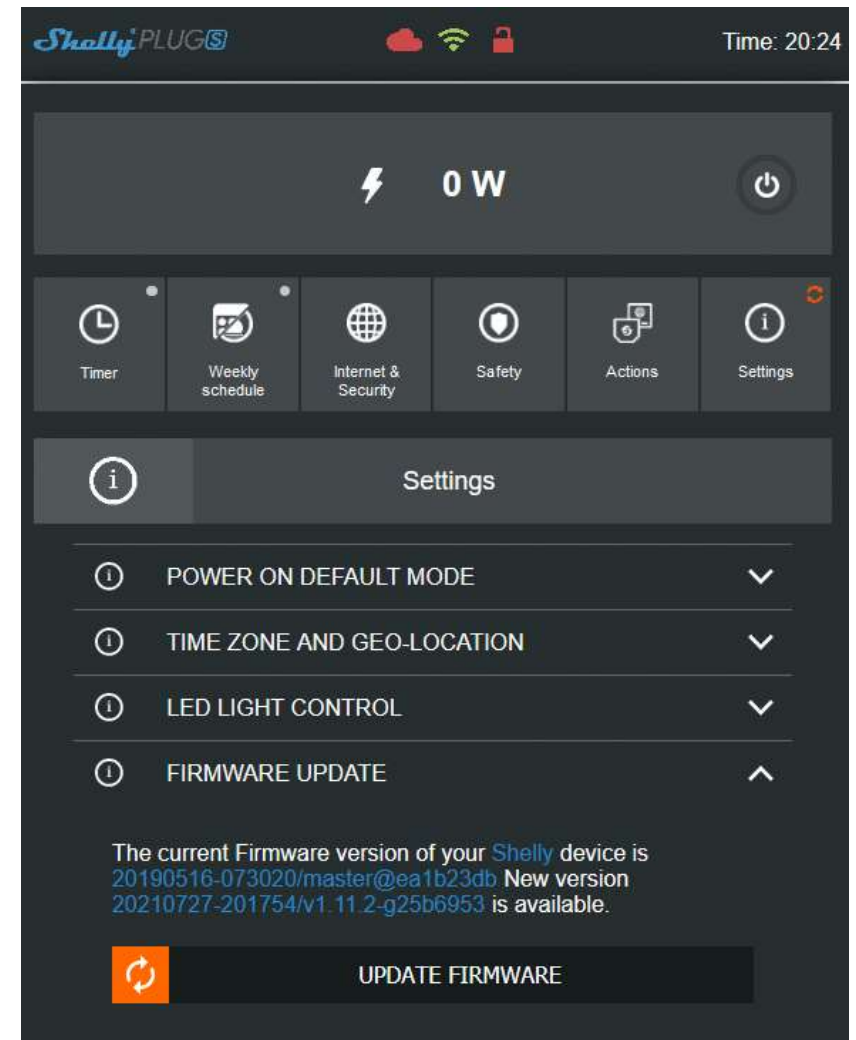 Shelly PLUG S Time: 20:24
0 W
Timer
Weekly
schedule
Internet &
Security
Safety
Actions
Settings
Settings
POWER ON DEFAULT MODE
TIME ZONE AND GEO-LOCATION
LED LIGHT CONTROL
FIRMWARE UPDATE
The current Firmware version of your Shelly device is
20190516-073020/master@ea1b23db New version
20210727-201754/v1.11.2-g25b6953 is available.
UPDATE FIRMWARE